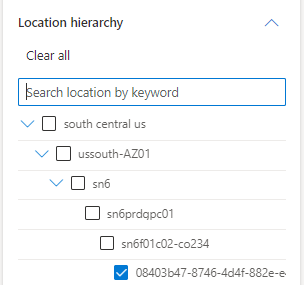 Location hierarchy
Clear all
Search location by keyword
south central us
ussouth-AZ01
sn6
sn6prdqpc01
sn6f01c02-co234
08403b47-8746-4d4f-882e-e